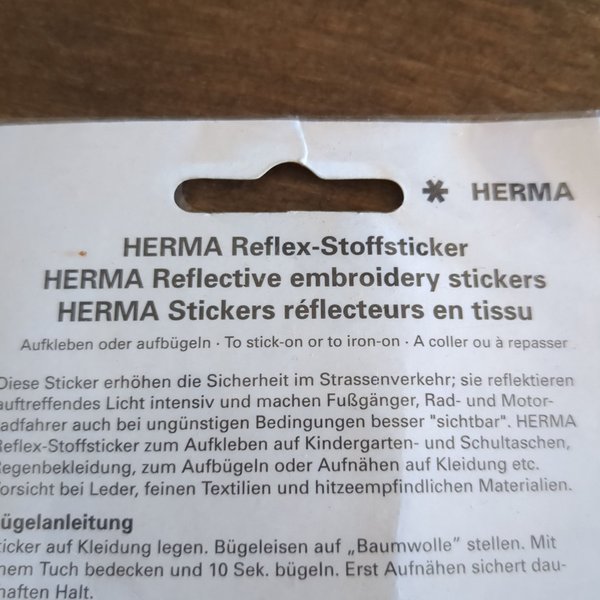 HERMA
HERMA Reflex-Stoffsticker
HERMA Reflective embroidery stickers
HERMA Stickers réflecteurs en tissu
Aufkleben oder aufbügeln · To stick-on or to iron-on · A coller ou à repasser
Diese Sticker erhöhen die Sicherheit im Strassenverkehr; sie reflektieren
auftreffendes Licht intensiv und machen Fußgänger, Rad- und Motor-
adfahrer auch bei ungünstigen Bedingungen besser "sichtbar". HERMA
Reflex-Stoffsticker zum Aufkleben auf Kindergarten- und Schultaschen,
Regenbekleidung, zum Aufbügeln oder Aufnähen auf Kleidung etc.
Vorsicht bei Leder, feinen Textilien und hitzeempfindlichen Materialien.
ügelanleitung
ticker auf Kleidung legen. Bügeleisen auf „Baumwolle" stellen. Mit
nem Tuch bedecken und 10 Sek. bügeln. Erst Aufnähen sichert dau-
haften Halt.